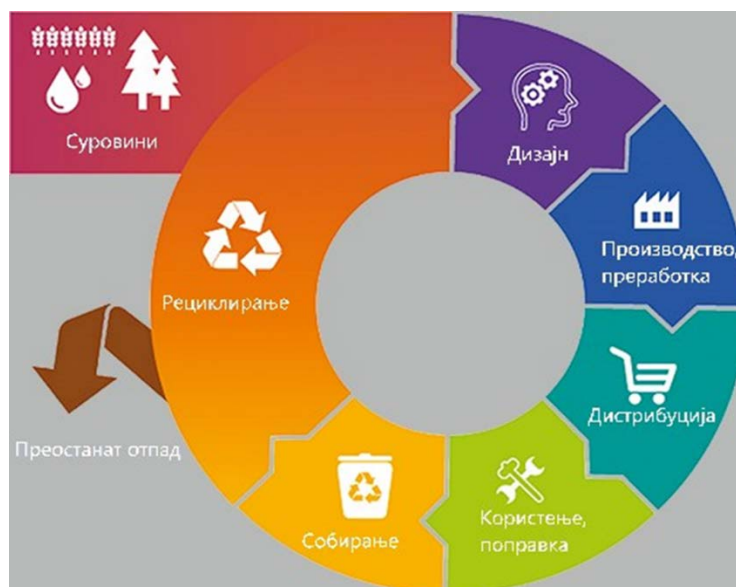 Суровини
Дизајн
Производство,
преработка
Дистрибуција
Користење,
поправка
Собирање
Рециклирање
Преостанат отпад